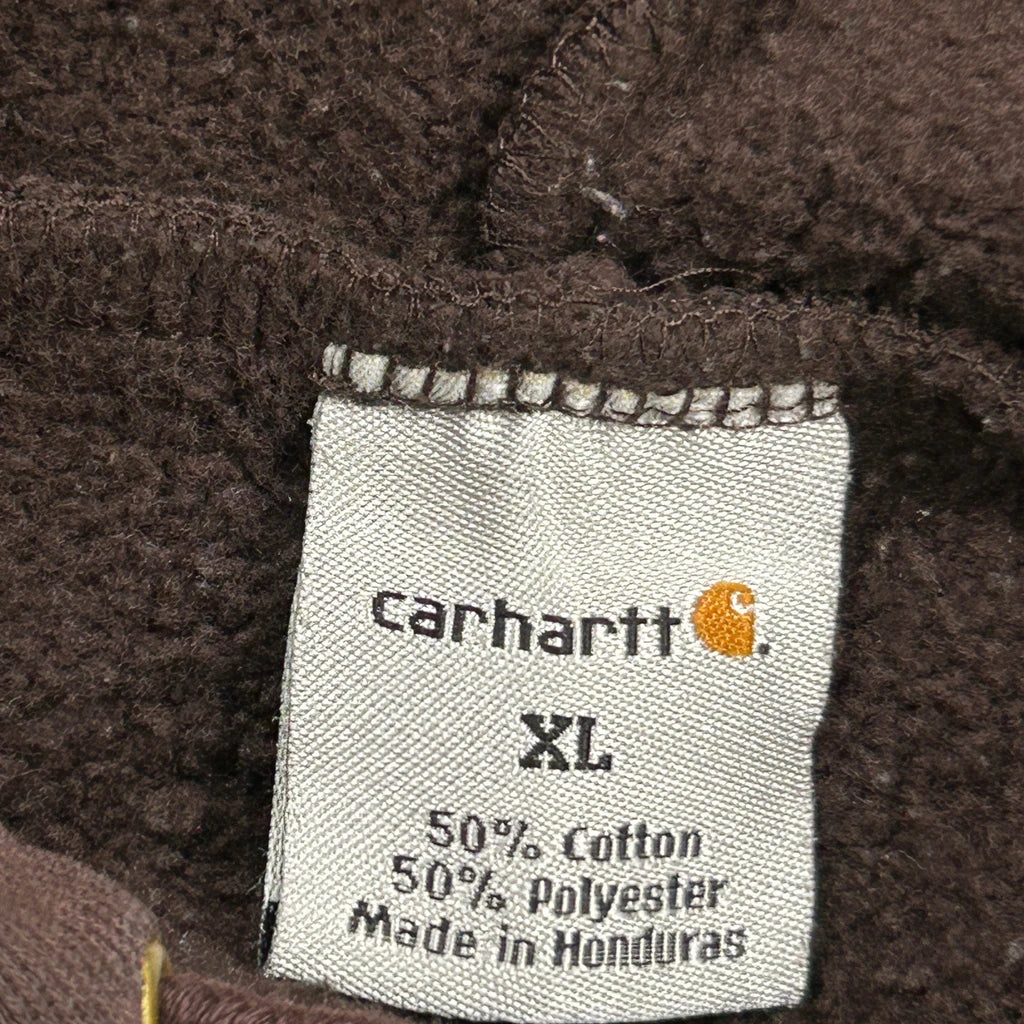 carhartt.
XL
50% Cotton
50% Polyester
Made in Honduras